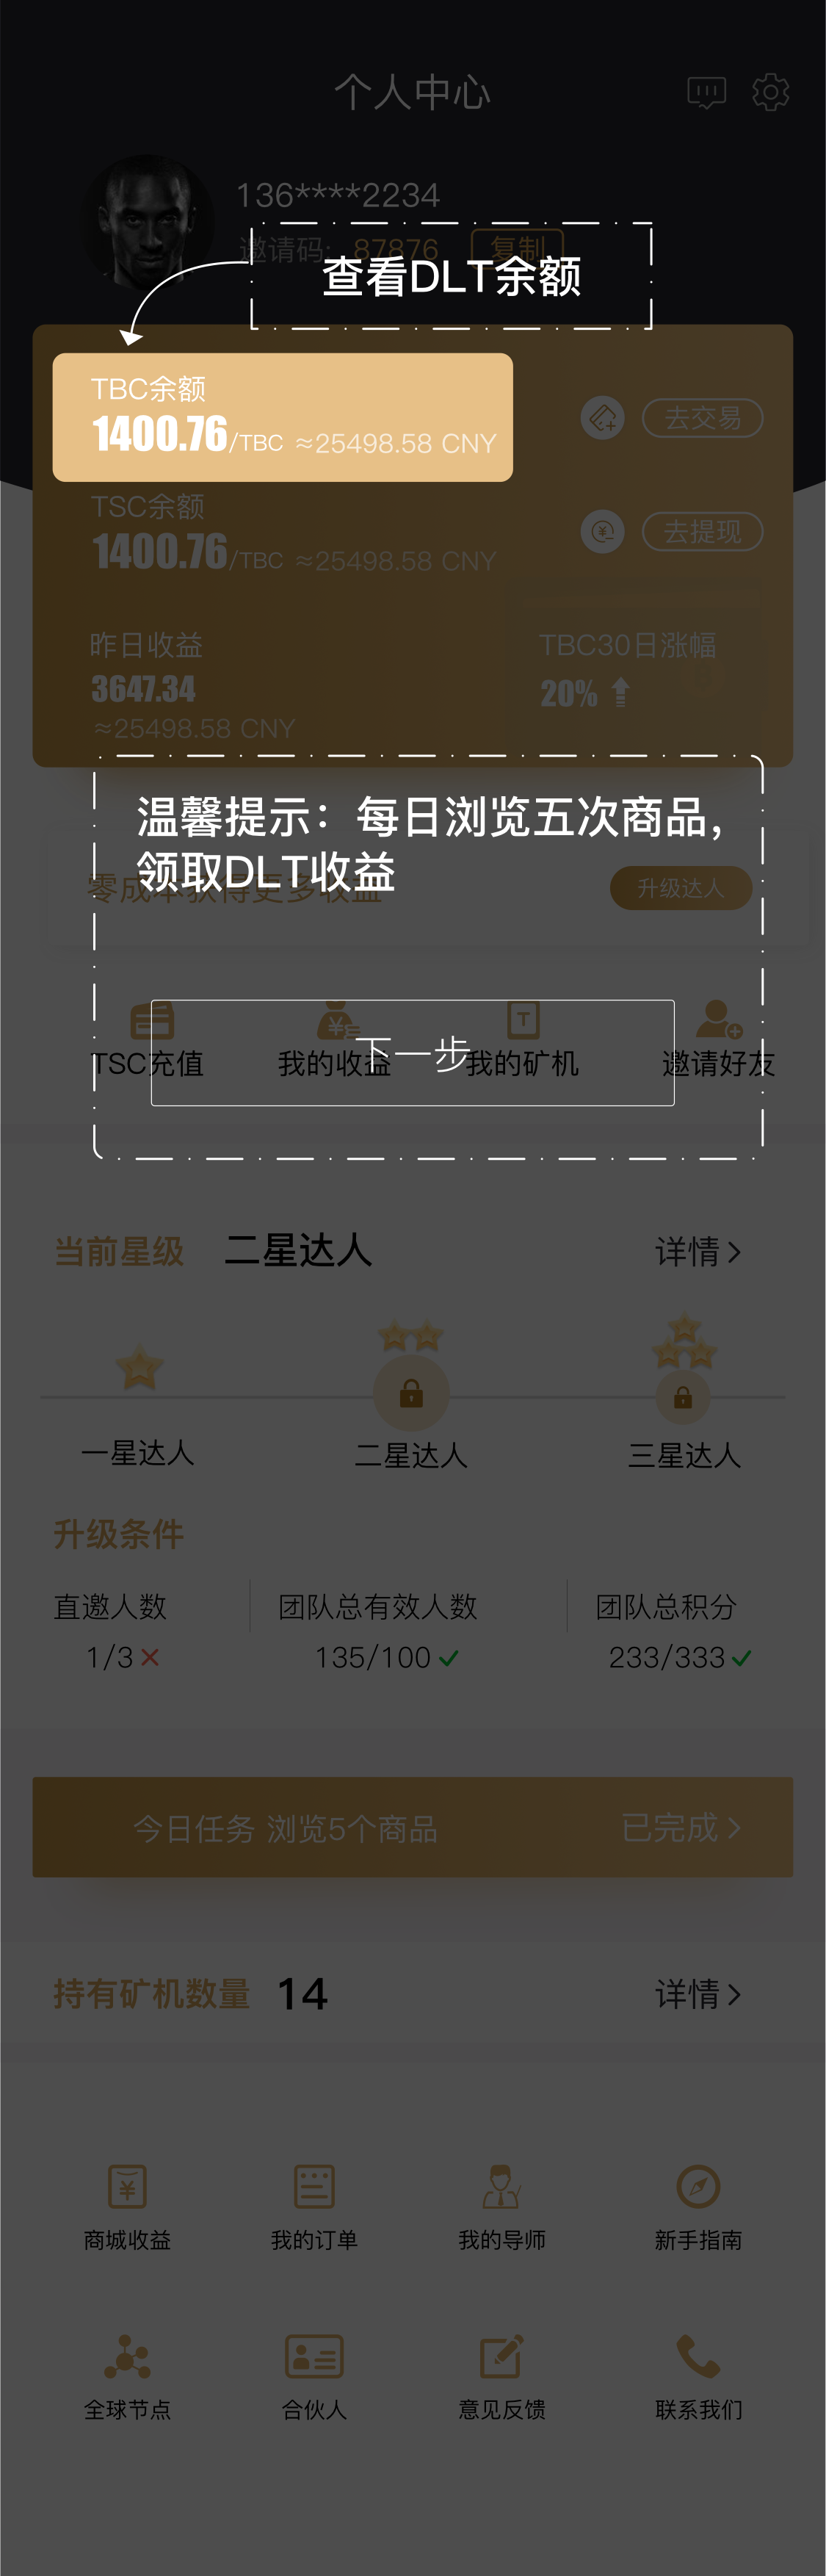 个人中心
136****2234
邀请码：87876 复制
查看DLT余额
TBC余额
1400.76/TBC ≈25498.58 CNY
去交易
TSC余额
1400.76/TBC ≈25498.58 CNY
去提现
昨日收益
3647.34
≈25498.58 CNY
TBC30日涨幅
20%
温馨提示：每日浏览五次商品，
领取DLT收益
零成本获得更多收益
升级达人
下一步
TSC充值 我的收益 我的矿机 邀请好友
当前星级 二星达人 详情
一星达人 二星达人 三星达人
升级条件
直邀人数 团队总有效人数 团队总积分
1/3 135/100 233/333
今日任务 浏览5个商品 已完成
持有矿机数量 14 详情
商城收益 我的订单 我的导师 新手指南
全球节点 合伙人 意见反馈 联系我们